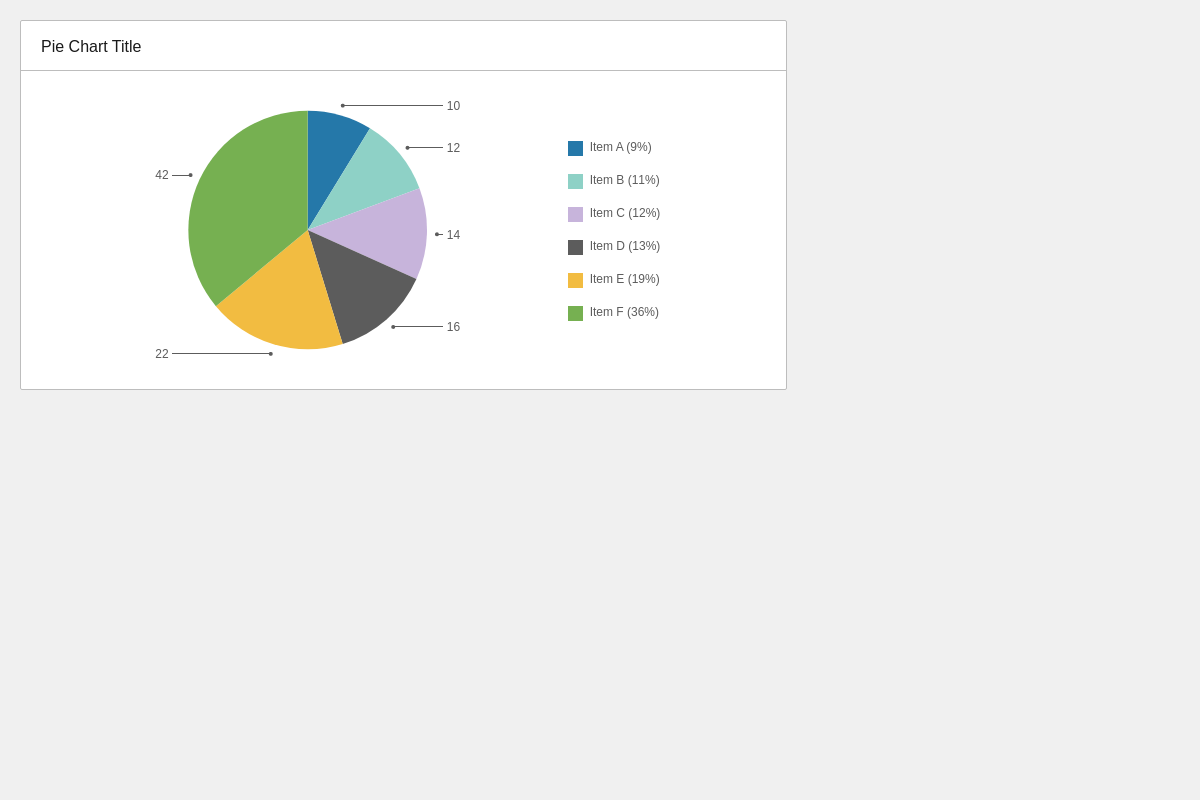 Pie Chart Title
10
12
42
14
16
22
Item A (9%)
Item B (11%)
Item C (12%)
Item D (13%)
Item E (19%)
Item F (36%)